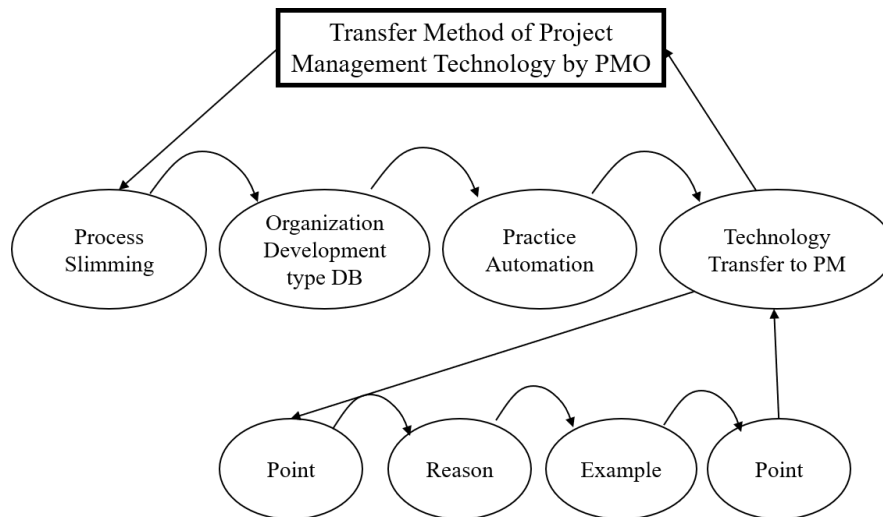 Transfer Method of Project
Management Technology by PMO
Process
Slimming
Organization
Development
type DB
Practice
Automation
Technology
Transfer to PM
Point
Reason
Example
Point